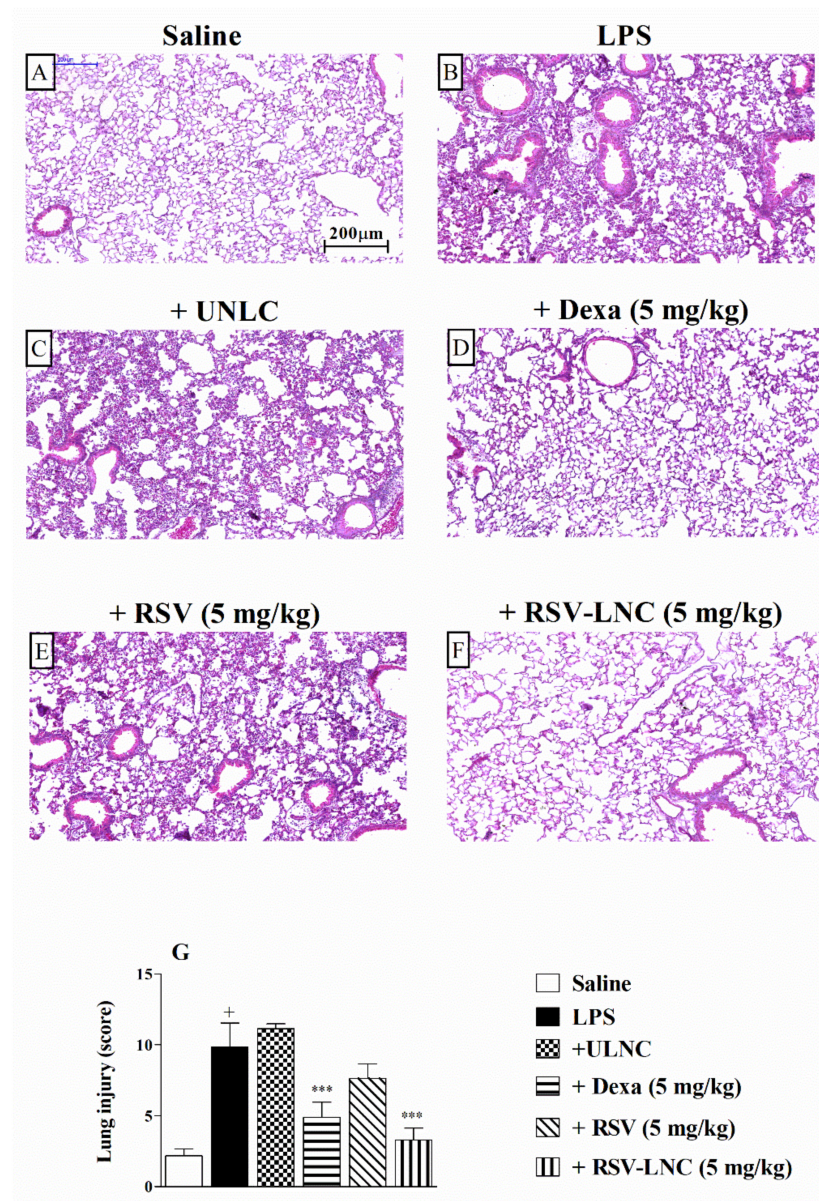 Saline
LPS
A
B
200μm
+ UNLC
+ Dexa (5 mg/kg)
C
D
+ RSV (5 mg/kg)
+ RSV-LNC (5 mg/kg)
E
F
G
Lung injury (score)
15
10
5
0
+
***
***
Saline
LPS
+ULNC
+ Dexa (5 mg/kg)
+ RSV (5 mg/kg)
+ RSV-LNC (5 mg/kg)